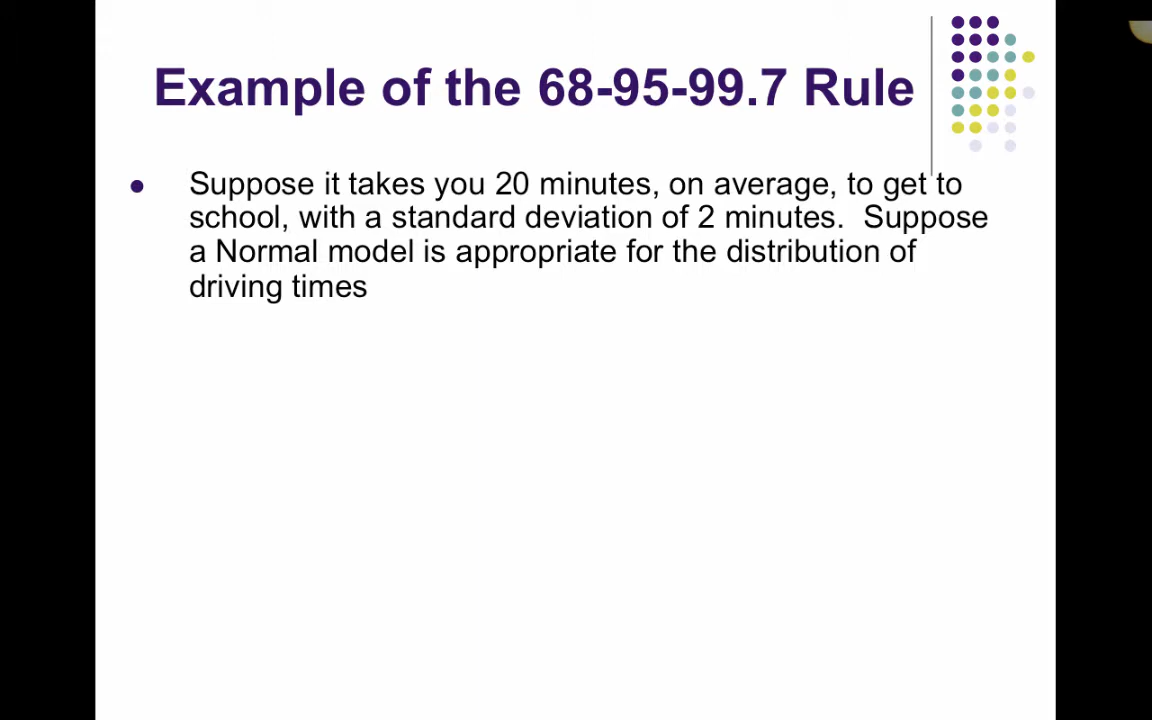 Example of the 68-95-99.7 Rule
Suppose it takes you 20 minutes, on average, to get to
school, with a standard deviation of 2 minutes.  Suppose
a Normal model is appropriate for the distribution of
driving times